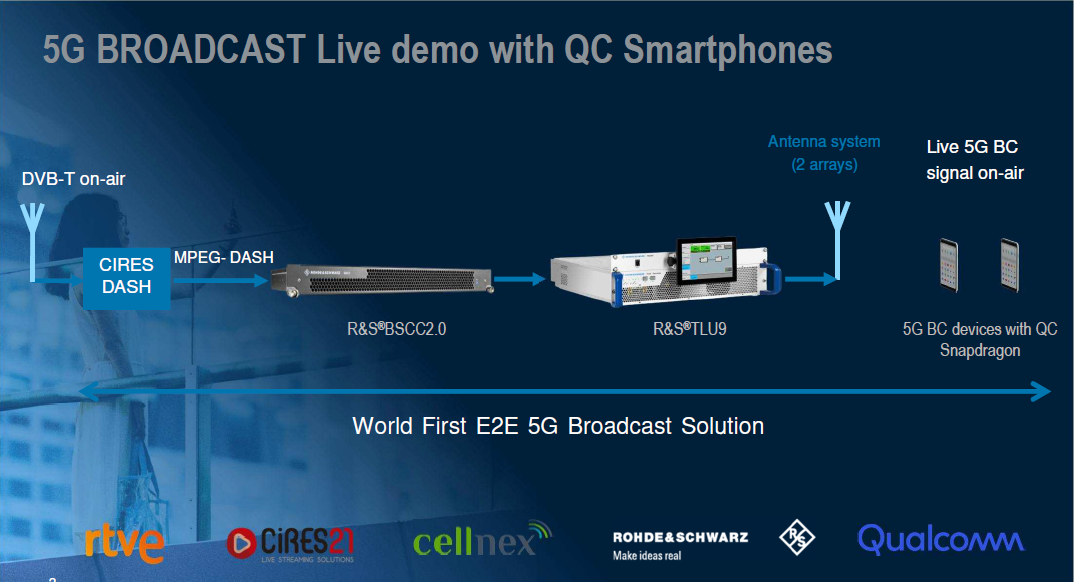 5G BROADCAST Live demo with QC Smartphones
Antenna system
(2 arrays)
Live 5G BC
signal on-air
DVB-T on-air
CIRES
DASH
MPEG- DASH
ROHDE&SCHWARZ
R&S®BSCC2.0
R&S®TLU9
5G BC devices with QC
Snapdragon
World First E2E 5G Broadcast Solution
rtve
CiRES21
LIVE STREAMING SOLUTIONS
cellnex
ROHDE&SCHWARZ
Make ideas real
R&S
Qualcomm